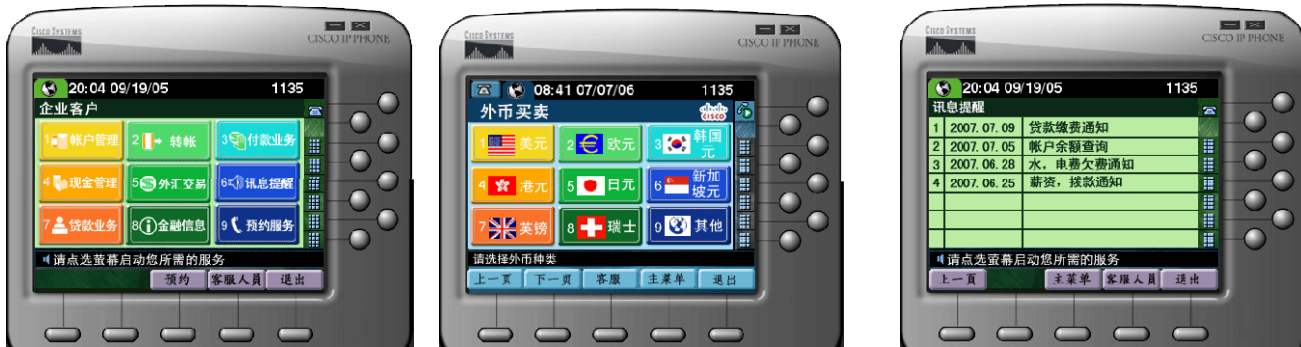 CISCO SYSTEMS
CISCO IP PHONE
20:04 09/19/05 1135
企业客户
1 帐户管理 2 转帐 3 付款业务
4 现金管理 5 外汇交易 6 讯息提醒
7 贷款业务 8 金融信息 9 预约服务
请点选萤幕启动您所需的服务
预约 客服人員 退出
CISCO SYSTEMS
CISCO IP PHONE
08:41 07/07/06 1135
外币买卖
CISCO
1 美元 2 欧元 3 韩国元
4 港元 5 日元 6 新加坡元
7 英镑 8 瑞士 9 其他
请选择外币种类
上一页 下一页 客服 主菜单 退出
CISCO SYSTEMS
CISCO IP PHONE
20:04 09/19/05 1135
讯息提醒
1 2007. 07. 09 贷款缴费通知
2 2007. 07. 05 帐户余额查询
3 2007. 06. 28 水，电费欠费通知
4 2007. 06. 25 薪资，拨款通知
请点选萤幕启动您所需的服务
上一頁 主菜单 客服人員 退出